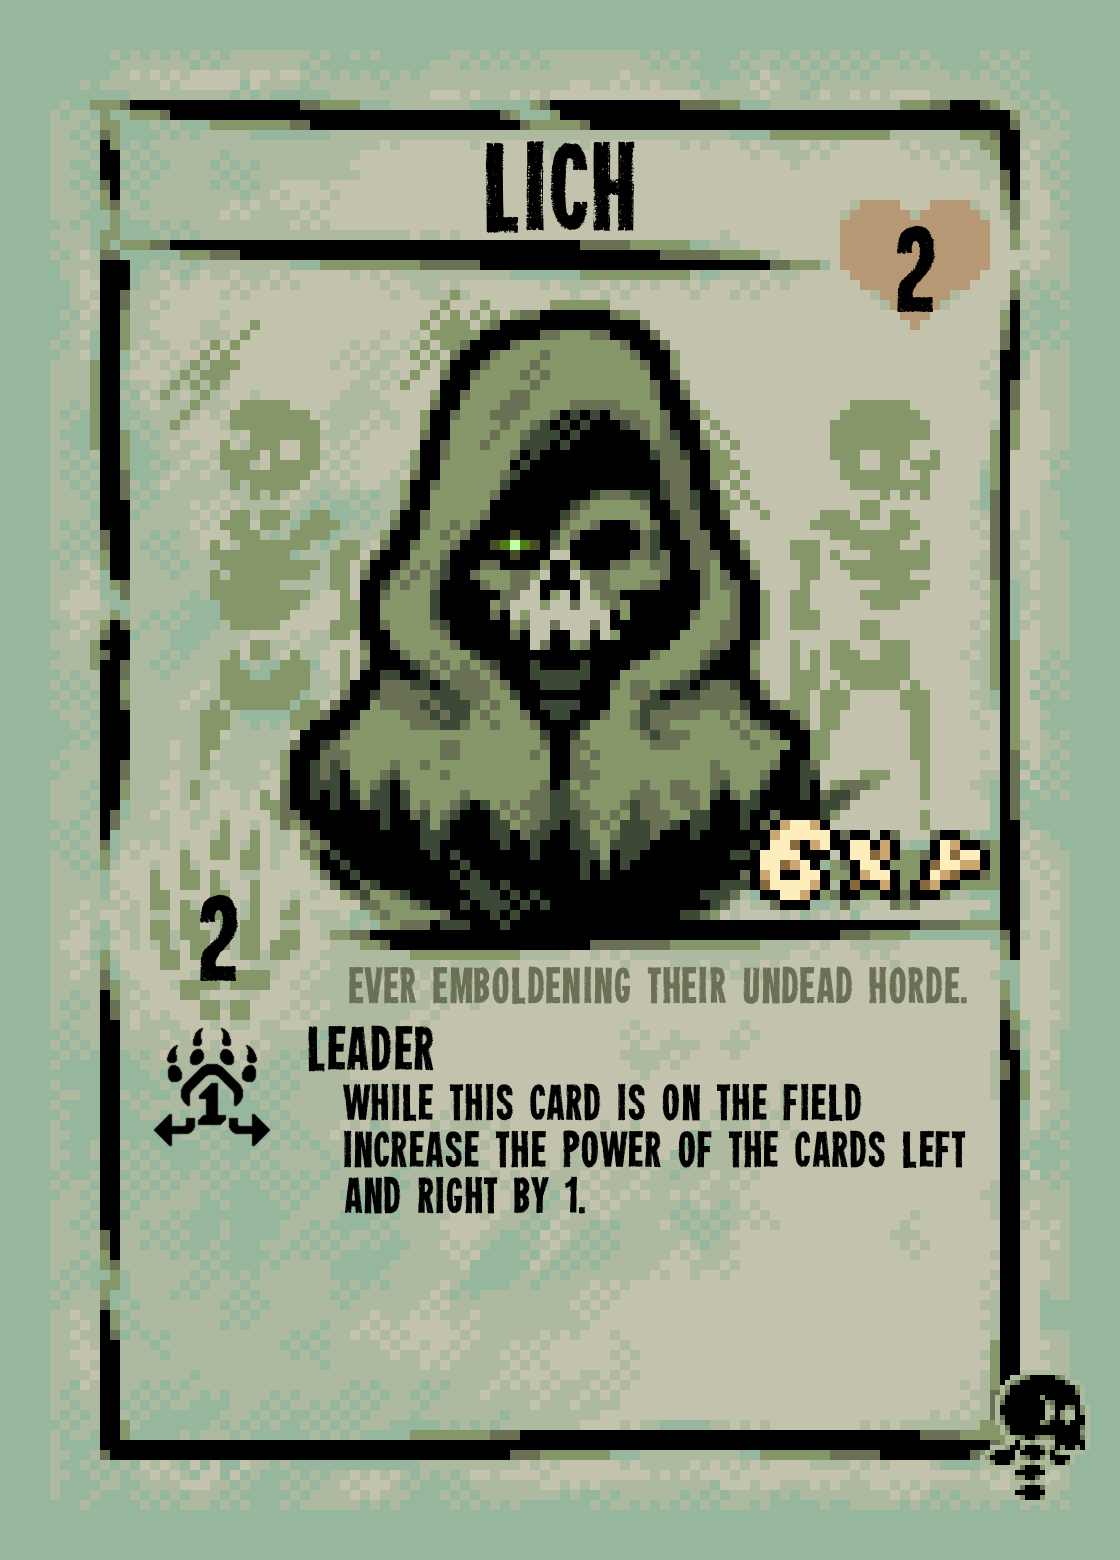 LICH
2
6X
2
EVER EMBOLDENING THEIR UNDEAD HORDE.
LEADER
1
WHILE THIS CARD IS ON THE FIELD
INCREASE THE POWER OF THE CARDS LEFT
AND RIGHT BY 1.